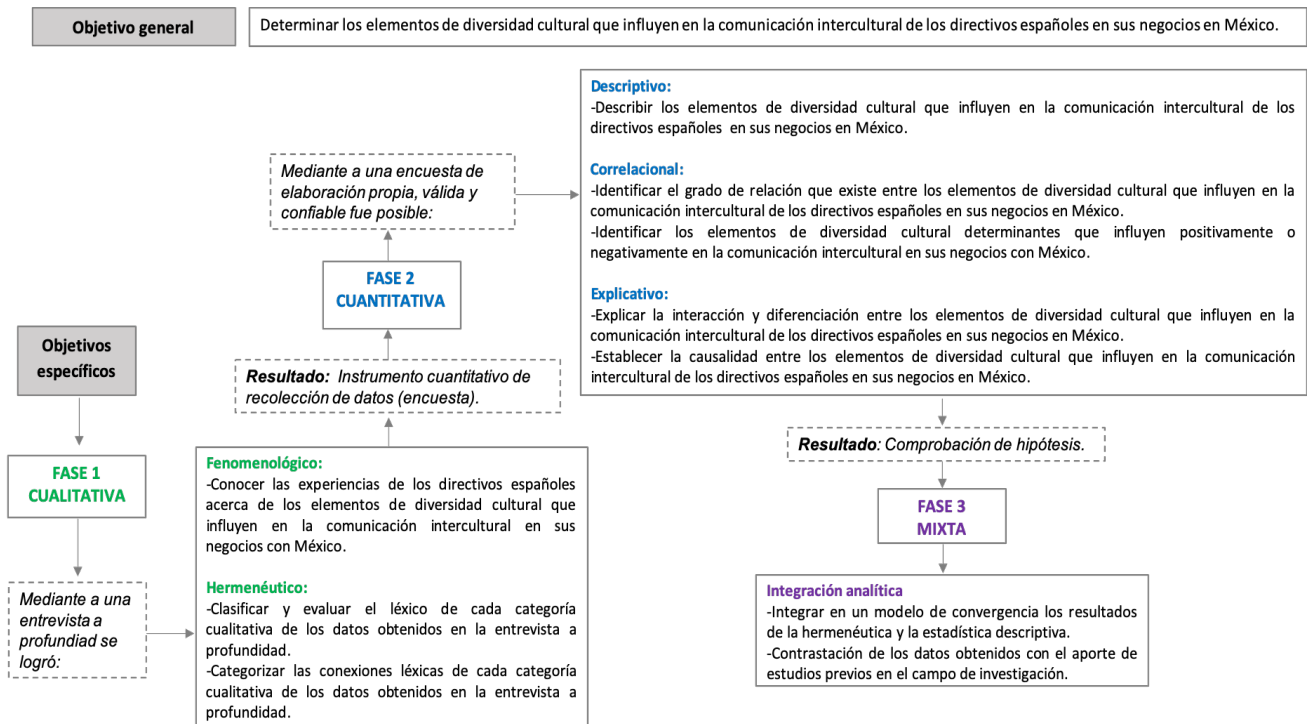 Objetivo general
Determinar los elementos de diversidad cultural que influyen en la comunicación intercultural de los directivos españoles en sus negocios en México.
Objetivos
específicos
FASE 1
CUALITATIVA
Mediante a una
entrevista a
profundiad se
logró:
Fenomenológico:
-Conocer las experiencias de los directivos españoles
acerca de los elementos de diversidad cultural que
influyen en la comunicación intercultural en sus
negocios con México.
Hermenéutico:
-Clasificar y evaluar el léxico de cada categoría
cualitativa de los datos obtenidos en la entrevista a
profundidad.
-Categorizar las conexiones léxicas de cada categoría
cualitativa de los datos obtenidos en la entrevista a
profundidad.
Resultado: Instrumento cuantitativo de
recolección de datos (encuesta).
FASE 2
CUANTITATIVA
Mediante a una encuesta de
elaboración propia, válida y
confiable fue posible:
Descriptivo:
-Describir los elementos de diversidad cultural que influyen en la comunicación intercultural de los
directivos españoles en sus negocios en México.
Correlacional:
-Identificar el grado de relación que existe entre los elementos de diversidad cultural que influyen en la
comunicación intercultural de los directivos españoles en sus negocios en México.
-Identificar los elementos de diversidad cultural determinantes que influyen positivamente o
negativamente en la comunicación intercultural en sus negocios con México.
Explicativo:
-Explicar la interacción y diferenciación entre los elementos de diversidad cultural que influyen en la
comunicación intercultural de los directivos españoles en sus negocios en México.
-Establecer la causalidad entre los elementos de diversidad cultural que influyen en la comunicación
intercultural de los directivos españoles en sus negocios en México.
Resultado: Comprobación de hipótesis.
FASE 3
MIXTA
Integración analítica
-Integrar en un modelo de convergencia los resultados
de la hermenéutica y la estadística descriptiva.
-Contrastación de los datos obtenidos con el aporte de
estudios previos en el campo de investigación.